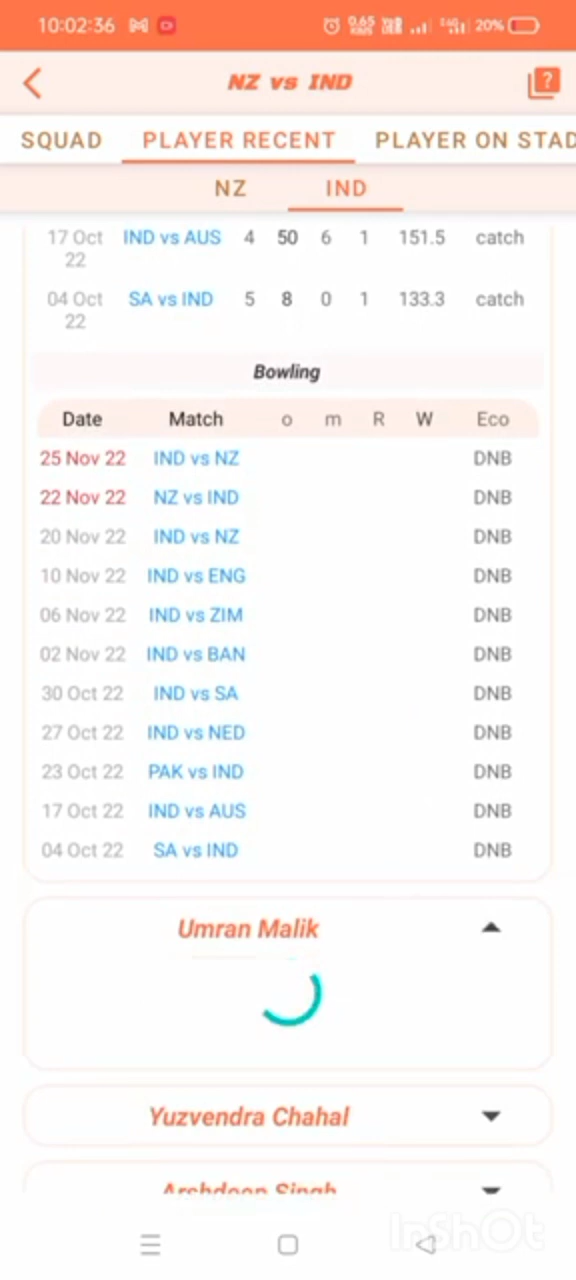 10:02:36 0.65 KB/S 20%
NZ vs IND
SQUAD PLAYER RECENT PLAYER ON STAD
NZ IND
17 Oct 22 IND vs AUS 4 50 6 1 151.5 catch
04 Oct 22 SA vs IND 5 8 0 1 133.3 catch
Bowling
Date Match o m R W Eco
25 Nov 22 IND vs NZ DNB
22 Nov 22 NZ vs IND DNB
20 Nov 22 IND vs NZ DNB
10 Nov 22 IND vs ENG DNB
06 Nov 22 IND vs ZIM DNB
02 Nov 22 IND vs BAN DNB
30 Oct 22 IND vs SA DNB
27 Oct 22 IND vs NED DNB
23 Oct 22 PAK vs IND DNB
17 Oct 22 IND vs AUS DNB
04 Oct 22 SA vs IND DNB
Umran Malik
Yuzvendra Chahal
Arshdeep Singh
InShOt